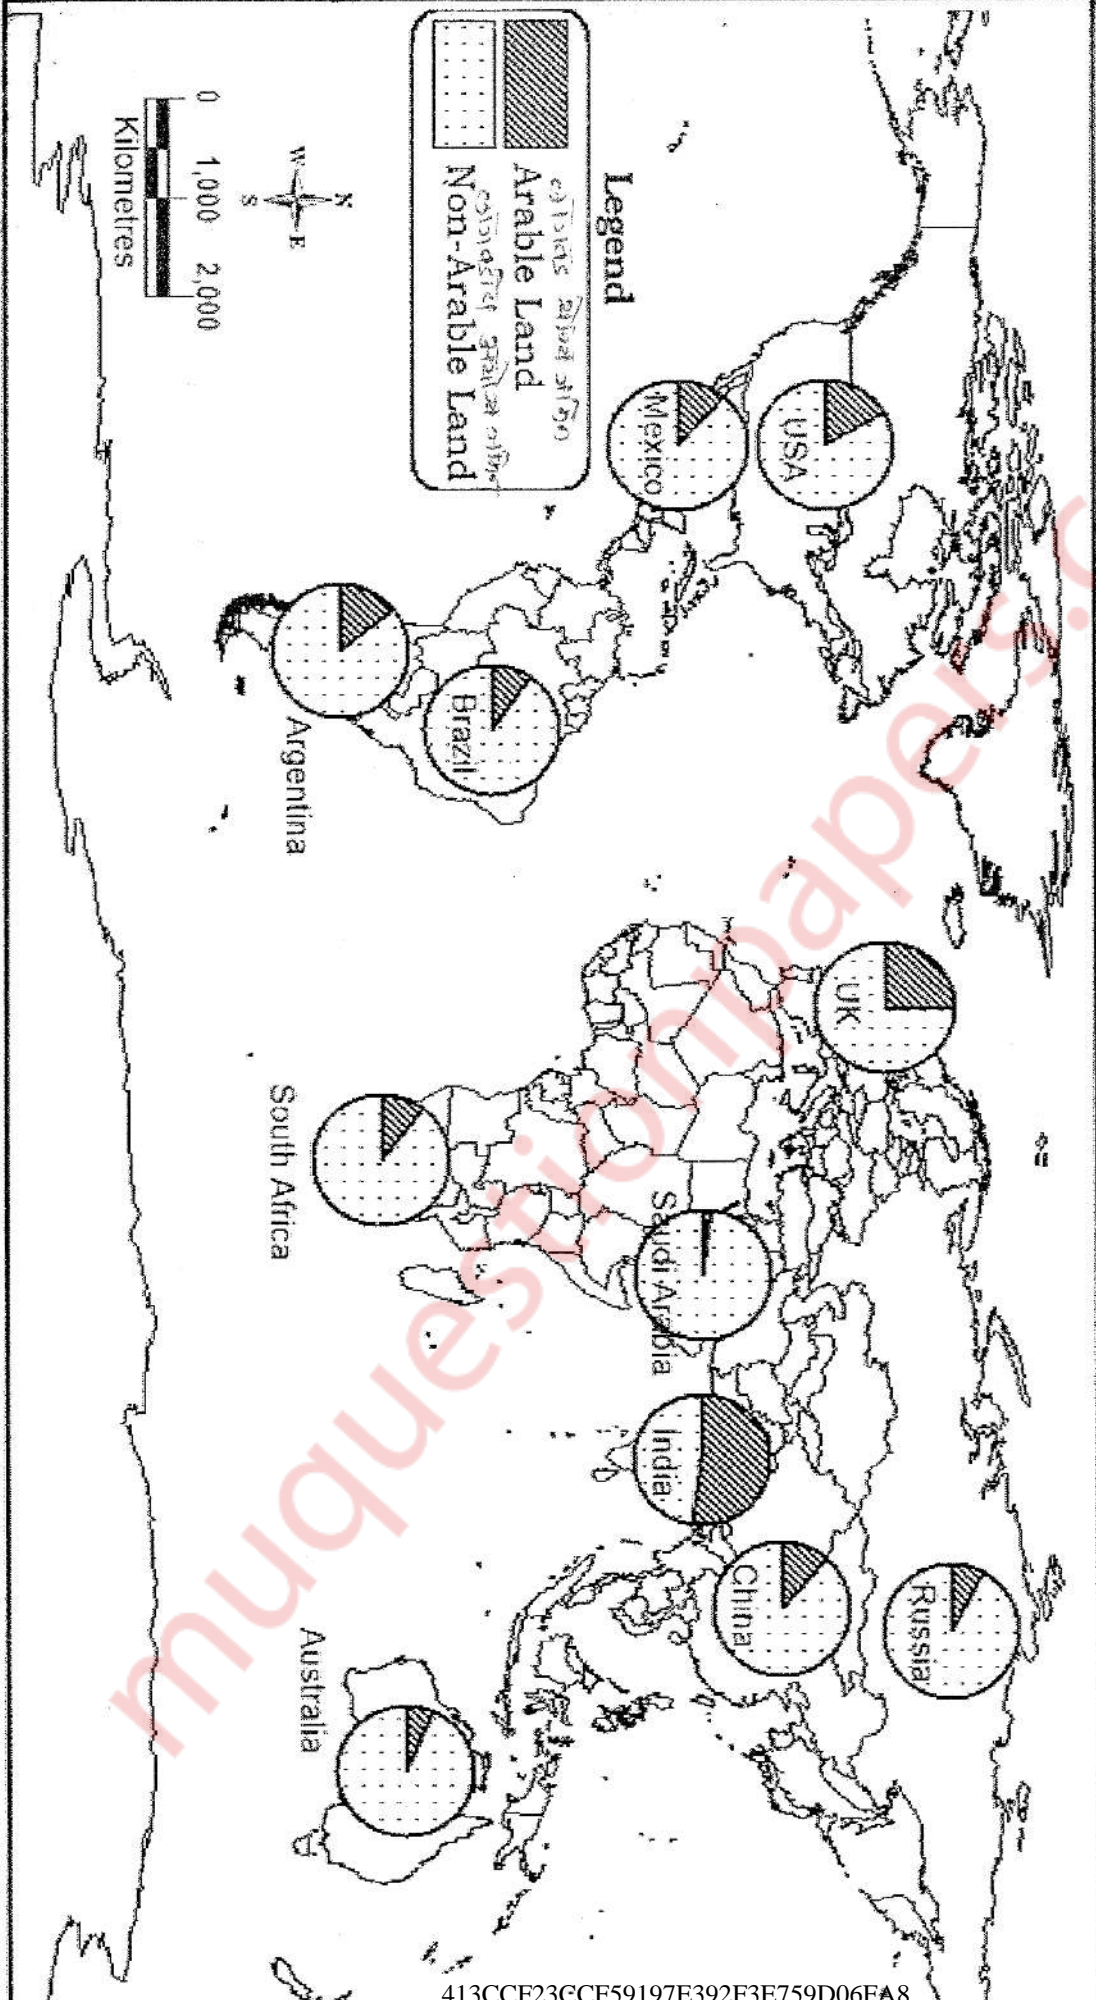 Legend
Arable Land
Non-Arable Land
N
W
E
S
0 1,000 2,000
Kilometres
USA
Mexico
Brazil
Argentina
UK
South Africa
Saudi Arabia
India
China
Russia
Australia
muquestionpapers.c
413CCF23CCF59197E392F3E759D06FA8